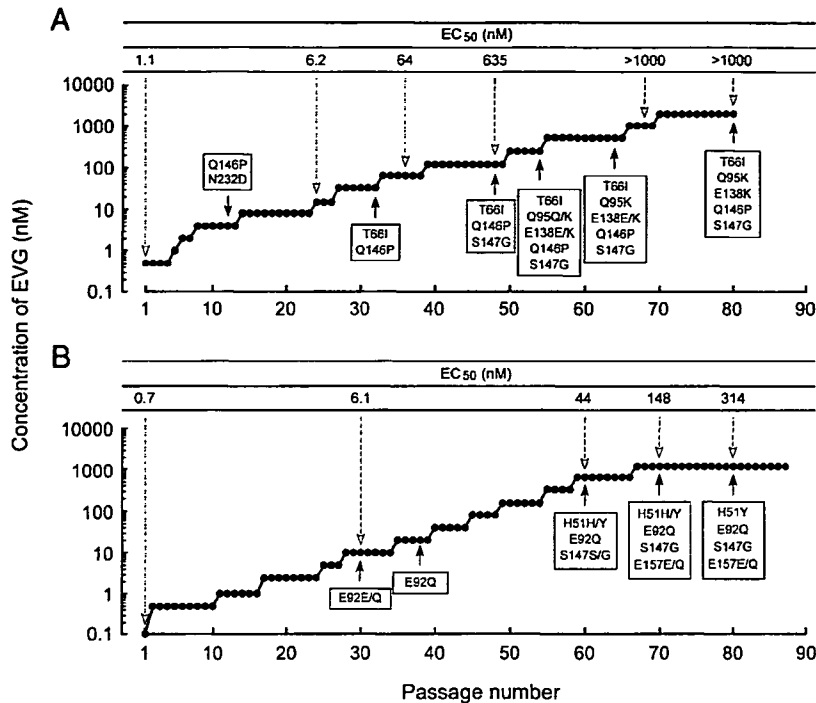 A
EC50 (nM)
1.1 6.2 64 635 >1000 >1000
Concentration of EVG (nM)
10000
1000
100
10
1
0.1
Q146P
N232D
T66I
Q146P
T66I
Q146P
S147G
T66I
Q95Q/K
E138E/K
Q146P
S147G
T66I
Q95K
E138E/K
Q146P
S147G
T66I
Q95K
E138K
Q146P
S147G
1 10 20 30 40 50 60 70 80 90
B
EC50 (nM)
0.7 6.1 44 148 314
10000
1000
100
10
1
0.1
E92E/Q
E92Q
H51H/Y
E92Q
S147S/G
H51H/Y
E92Q
S147G
E157E/Q
H51Y
E92Q
S147G
E157E/Q
1 10 20 30 40 50 60 70 80 90
Passage number